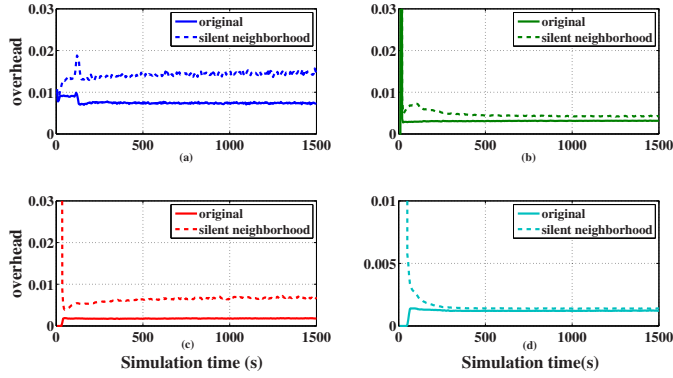 0.03
0.02
0.01
0
overhead
original
silent neighborhood
0 500 1000 1500
(a)
0.03
0.02
0.01
0
original
silent neighborhood
0 500 1000 1500
(b)
0.03
0.02
0.01
0
overhead
original
silent neighborhood
0 500 1000 1500
(c)
Simulation time (s)
0.01
0.005
0
original
silent neighborhood
0 500 1000 1500
(d)
Simulation time(s)